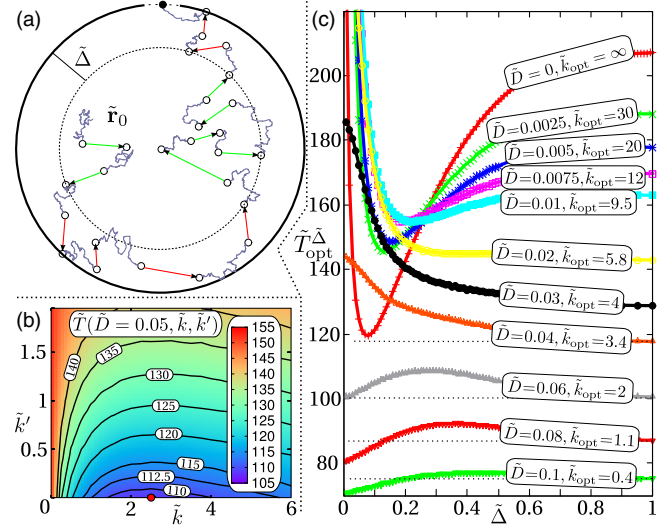 (a)
Δ̃
r̃₀
(b)
T̃(D̃ = 0.05, k̃, k̃′)
155
150
145
140
135
130
125
120
115
110
105
140
135
130
125
120
115
112.5
110
1.5
1
0.5
0
k̃′
0
2
4
6
k̃
(c)
T̃ᐞ̃opt
200
180
160
140
120
100
80
0
0.2
0.4
0.6
0.8
1
Δ̃
D̃ = 0, k̃opt = ∞
D̃=0.0025, k̃opt=30
D̃=0.005, k̃opt=20
D̃=0.0075, k̃opt=12
D̃=0.01, k̃opt=9.5
D̃=0.02, k̃opt=5.8
D̃=0.03, k̃opt=4
D̃=0.04, k̃opt=3.4
D̃=0.06, k̃opt=2
D̃=0.08, k̃opt=1.1
D̃=0.1, k̃opt=0.4